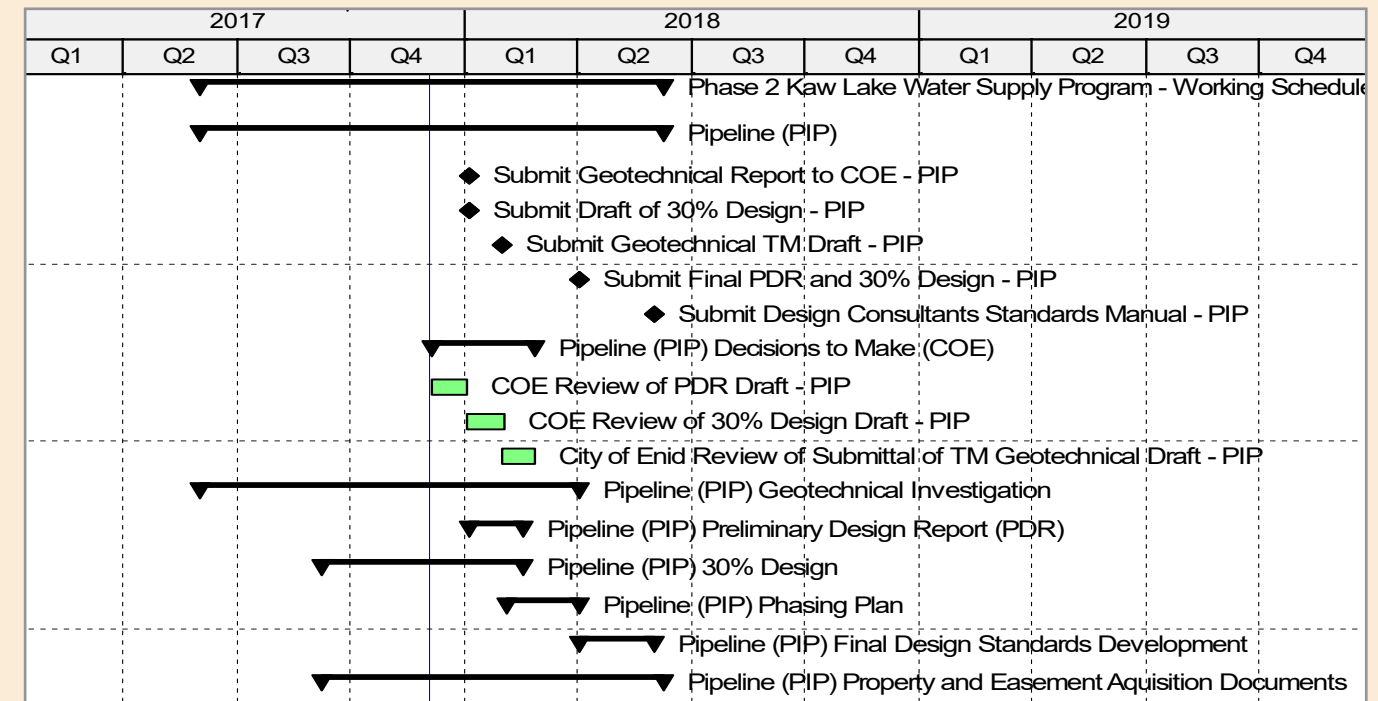 2017 2018 2019
Q1 Q2 Q3 Q4 Q1 Q2 Q3 Q4 Q1 Q2 Q3 Q4
Phase 2 Kaw Lake Water Supply Program - Working Schedule
Pipeline (PIP)
Submit Geotechnical Report to COE - PIP
Submit Draft of 30% Design - PIP
Submit Geotechnical TM Draft - PIP
Submit Final PDR and 30% Design - PIP
Submit Design Consultants Standards Manual - PIP
Pipeline (PIP) Decisions to Make (COE)
COE Review of PDR Draft - PIP
COE Review of 30% Design Draft - PIP
City of Enid Review of Submittal of TM Geotechnical Draft - PIP
Pipeline (PIP) Geotechnical Investigation
Pipeline (PIP) Preliminary Design Report (PDR)
Pipeline (PIP) 30% Design
Pipeline (PIP) Phasing Plan
Pipeline (PIP) Final Design Standards Development
Pipeline (PIP) Property and Easement Aquisition Documents